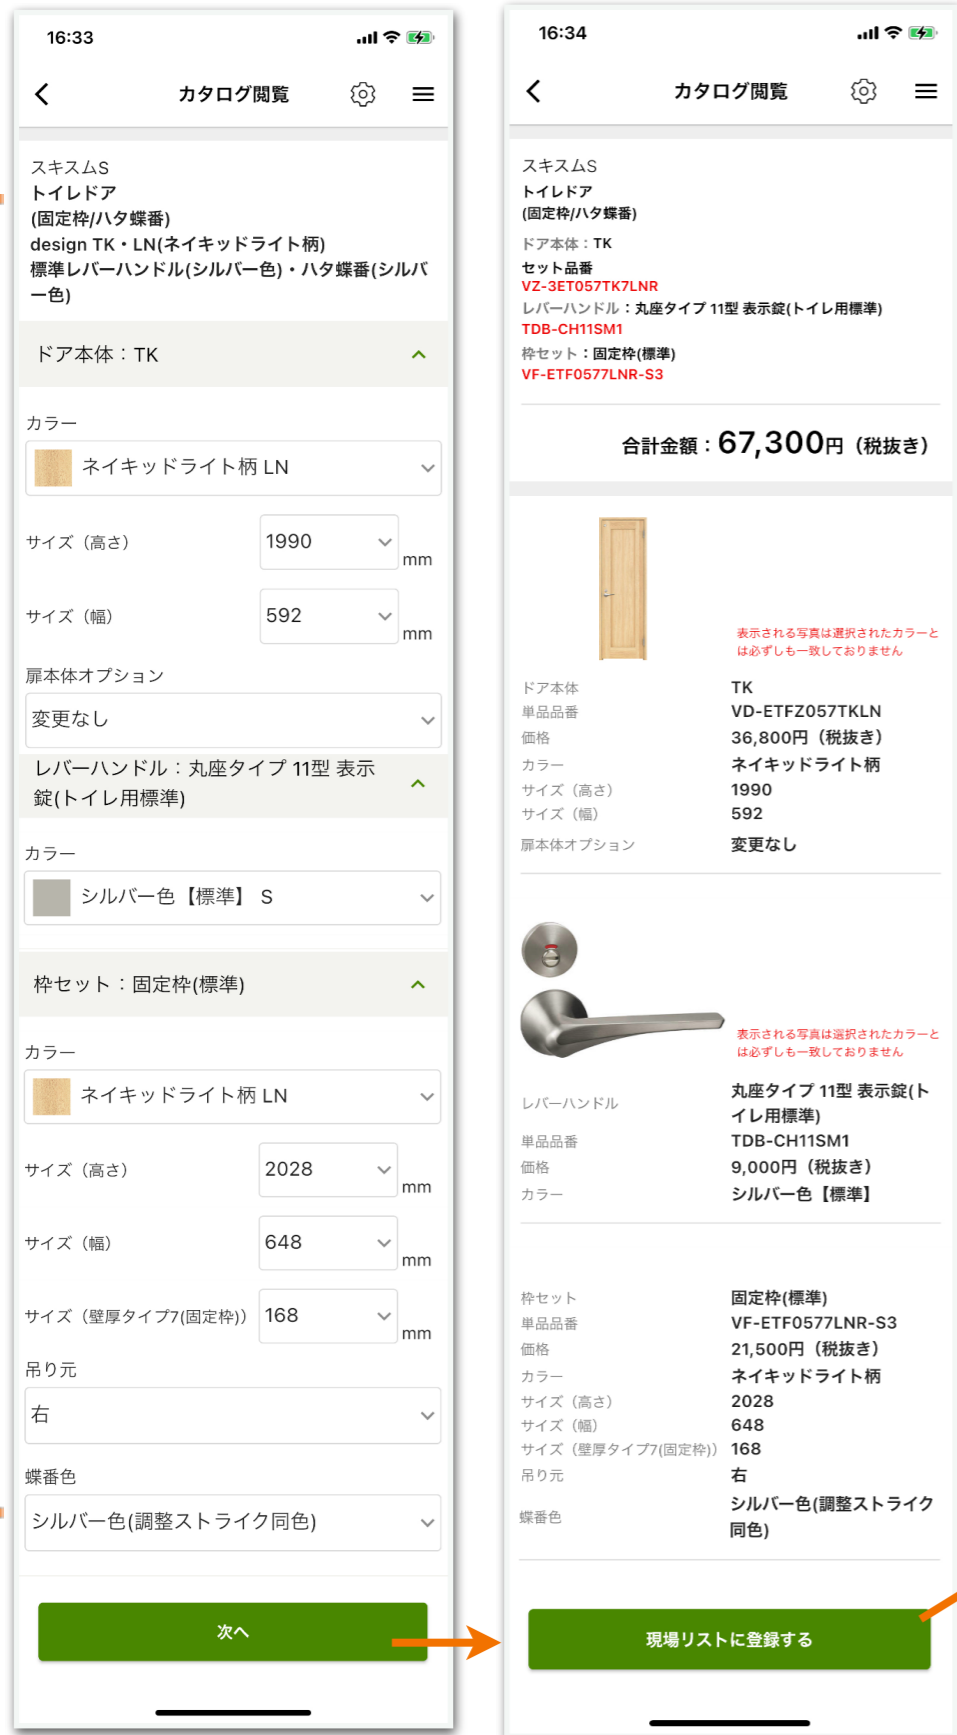 16:33
カタログ閲覧
スキスムS
トイレドア
(固定枠/ハタ蝶番)
design TK・LN(ネイキッドライト柄)
標準レバーハンドル(シルバー色)・ハタ蝶番(シルバ
ー色)
ドア本体：TK
カラー
ネイキッドライト柄 LN
サイズ（高さ）
1990
mm
サイズ（幅）
592
mm
扉本体オプション
変更なし
レバーハンドル：丸座タイプ 11型 表示
錠(トイレ用標準)
カラー
シルバー色【標準】 S
枠セット：固定枠(標準)
カラー
ネイキッドライト柄 LN
サイズ（高さ）
2028
mm
サイズ（幅）
648
mm
サイズ（壁厚タイプ7(固定枠)）
168
mm
吊り元
右
蝶番色
シルバー色(調整ストライク同色)
次へ
16:34
カタログ閲覧
スキスムS
トイレドア
(固定枠/ハタ蝶番)
ドア本体：TK
セット品番
VZ-3ET057TK7LNR
レバーハンドル：丸座タイプ 11型 表示錠(トイレ用標準)
TDB-CH11SM1
枠セット：固定枠(標準)
VF-ETF0577LNR-S3
合計金額：67,300円（税抜き）
表示される写真は選択されたカラーと
は必ずしも一致しておりません
ドア本体 TK
単品品番 VD-ETFZ057TKLN
価格 36,800円（税抜き）
カラー ネイキッドライト柄
サイズ（高さ） 1990
サイズ（幅） 592
扉本体オプション 変更なし
表示される写真は選択されたカラーと
は必ずしも一致しておりません
レバーハンドル 丸座タイプ 11型 表示錠(ト
イレ用標準)
単品品番 TDB-CH11SM1
価格 9,000円（税抜き）
カラー シルバー色【標準】
枠セット 固定枠(標準)
単品品番 VF-ETF0577LNR-S3
価格 21,500円（税抜き）
カラー ネイキッドライト柄
サイズ（高さ） 2028
サイズ（幅） 648
サイズ（壁厚タイプ7(固定枠)） 168
吊り元 右
蝶番色 シルバー色(調整ストライク
同色)
現場リストに登録する